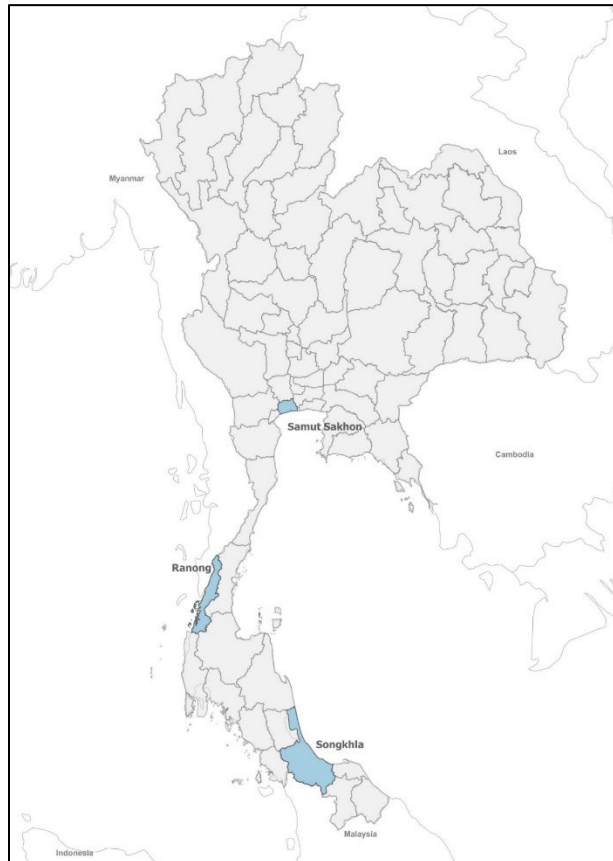 Laos
Myanmar
Samut Sakhon
Cambodia
Ranong
Songkhla
Malaysia
Indonesia